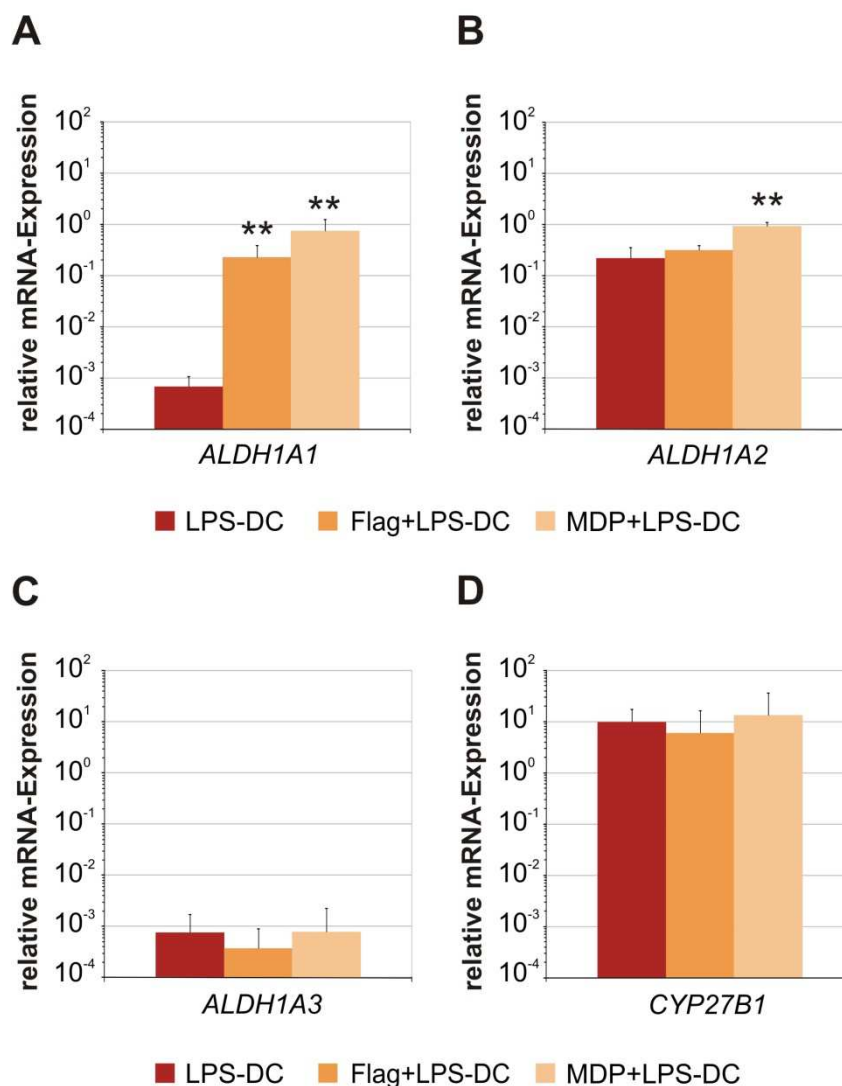 A
B
relative mRNA-Expression
10²
10¹
10⁰
10⁻¹
10⁻²
10⁻³
10⁻⁴
**
**
ALDH1A1
relative mRNA-Expression
10²
10¹
10⁰
10⁻¹
10⁻²
10⁻³
10⁻⁴
**
ALDH1A2
LPS-DC Flag+LPS-DC MDP+LPS-DC
C
D
relative mRNA-Expression
10²
10¹
10⁰
10⁻¹
10⁻²
10⁻³
10⁻⁴
ALDH1A3
relative mRNA-Expression
10²
10¹
10⁰
10⁻¹
10⁻²
10⁻³
10⁻⁴
CYP27B1
LPS-DC Flag+LPS-DC MDP+LPS-DC